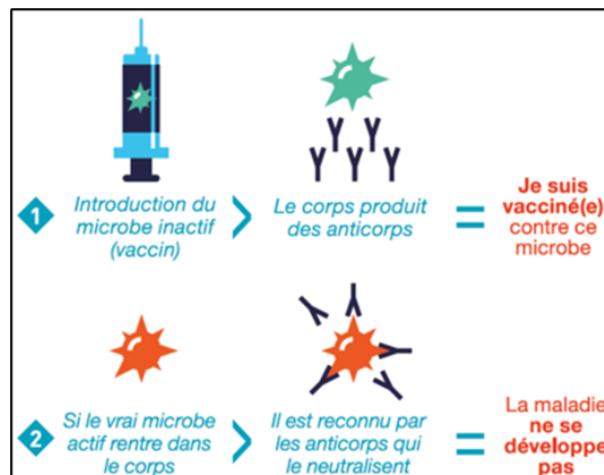 1
Introduction du
microbe inactif
(vaccin)
>
Le corps produit
des anticorps
=
Je suis
vacciné(e)
contre ce
microbe
2
Si le vrai microbe
actif rentre dans
le corps
>
Il est reconnu par
les anticorps qui
le neutralisent
=
La maladie
ne se
développe
pas